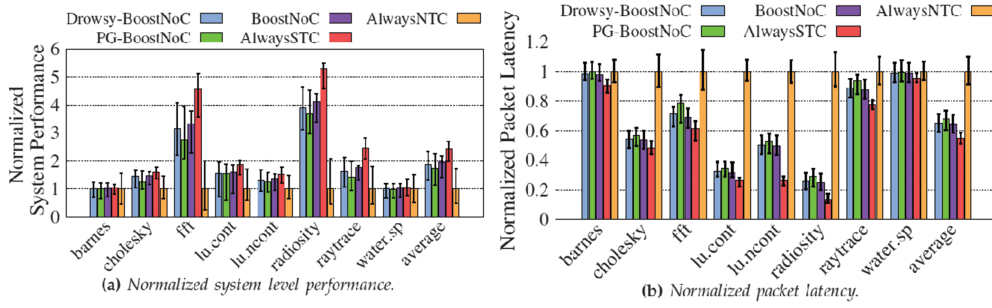 Drowsy-BoostNoC BoostNoC AlwaysNTC
PG-BoostNoC AlwaysSTC
Normalized
System Performance
6
5
4
3
2
1
0
barnes
cholesky
fft
lu.cont
lu.ncont
radiosity
raytrace
water.sp
average
(a) Normalized system level performance.
Drowsy-BoostNoC BoostNoC AlwaysNTC
PG-BoostNoC AlwaysSTC
Normalized Packet Latency
1.2
1
0.8
0.6
0.4
0.2
0
barnes
cholesky
fft
lu.cont
lu.ncont
radiosity
raytrace
water.sp
average
(b) Normalized packet latency.